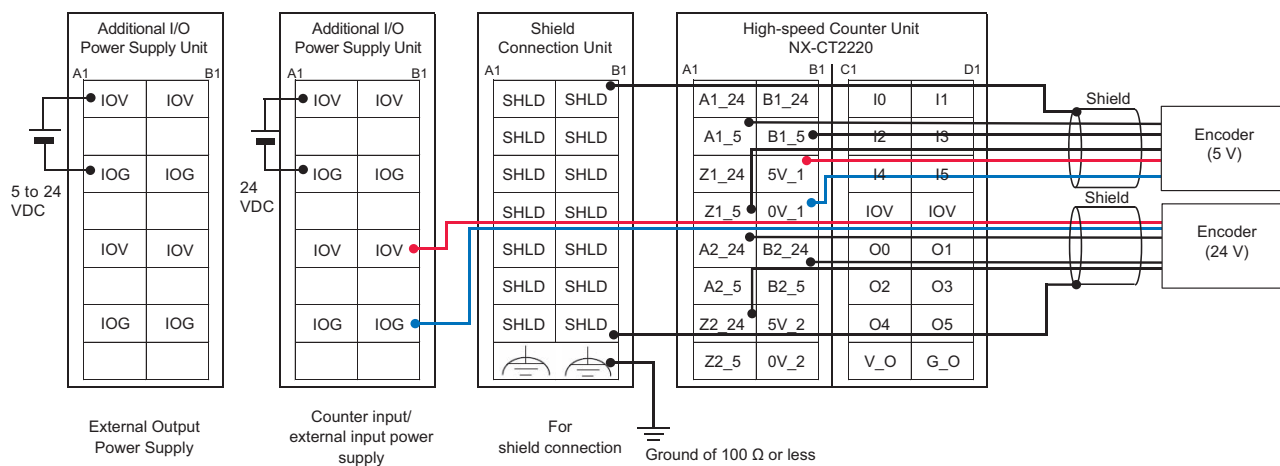 Additional I/O
Power Supply Unit
A1 B1
IOV IOV
IOG IOG
IOV IOV
IOG IOG
5 to 24
VDC
External Output
Power Supply
Additional I/O
Power Supply Unit
A1 B1
IOV IOV
IOG IOG
IOV IOV
IOG IOG
24
VDC
Counter input/
external input power
supply
Shield
Connection Unit
A1 B1
SHLD SHLD
SHLD SHLD
SHLD SHLD
SHLD SHLD
SHLD SHLD
SHLD SHLD
SHLD SHLD
For
shield connection
Ground of 100 Ω or less
High-speed Counter Unit
NX-CT2220
A1 B1 C1 D1
A1_24 B1_24 I0 I1
A1_5 B1_5 I2 I3
Z1_24 5V_1 I4 I5
Z1_5 0V_1 IOV IOV
A2_24 B2_24 O0 O1
A2_5 B2_5 O2 O3
Z2_24 5V_2 O4 O5
Z2_5 0V_2 V_O G_O
Shield
Encoder
(5 V)
Shield
Encoder
(24 V)